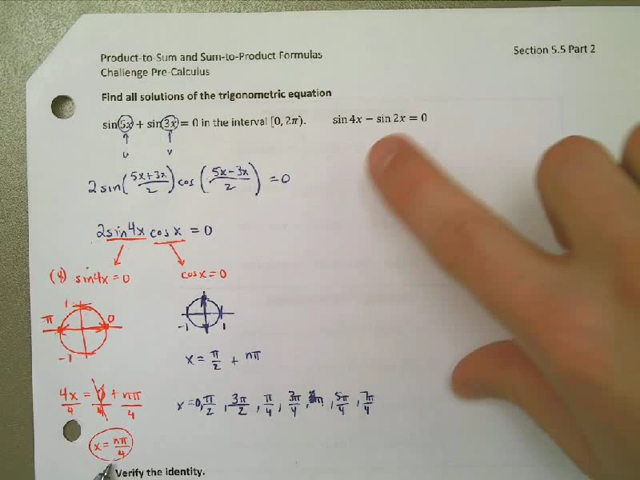 Product-to-Sum and Sum-to-Product Formulas
Section 5.5 Part 2
Challenge Pre-Calculus
Find all solutions of the trigonometric equation
sin 5x + sin 3x = 0 in the interval [0, 2π).
sin 4x − sin 2x = 0
u v
2 sin((5x+3x)/2) cos((5x−3x)/2) = 0
2 sin 4x cos x = 0
(4) sin 4x = 0
cos x = 0
1
π 0
-1
-1 1
x = π/2 + nπ
4x/4 = 0/4 + nπ/4
x = 0, π/2, 3π/2, π/4, 3π/4, π, 5π/4, 7π/4
x = nπ/4
Verify the identity.